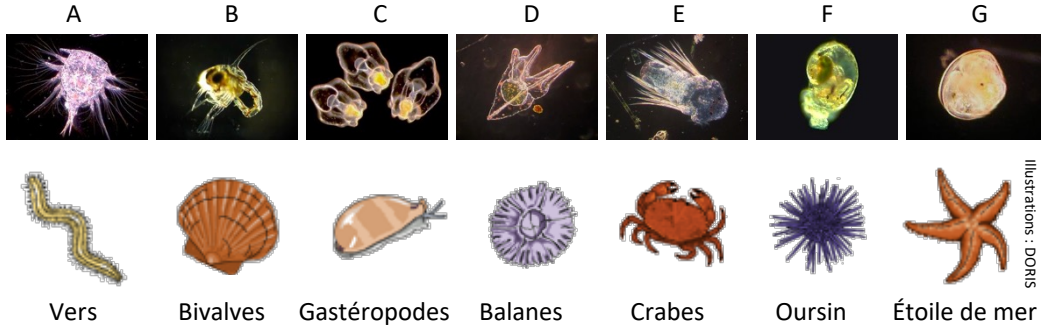 A B C D E F G
Illustrations : DORIS
Vers Bivalves Gastéropodes Balanes Crabes Oursin Étoile de mer